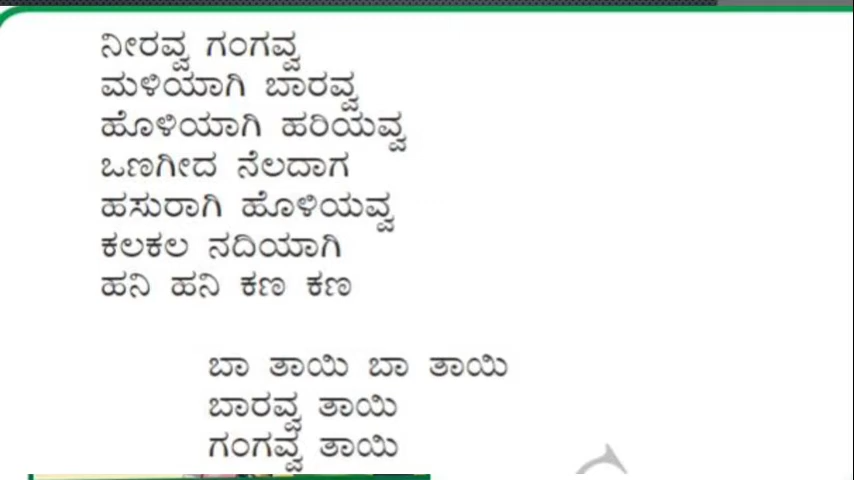 ನೀರವ್ವ ಗಂಗವ್ವ
ಮಳಿಯಾಗಿ ಬಾರವ್ವ
ಹೊಳಿಯಾಗಿ ಹರಿಯವ್ವ
ಒಣಗೀದ ನೆಲದಾಗ
ಹಸುರಾಗಿ ಹೊಳಿಯವ್ವ
ಕಲಕಲ ನದಿಯಾಗಿ
ಹನಿ ಹನಿ ಕಣ ಕಣ
ಬಾ ತಾಯಿ ಬಾ ತಾಯಿ
ಬಾರವ್ವ ತಾಯಿ
ಗಂಗವ್ವ ತಾಯಿ